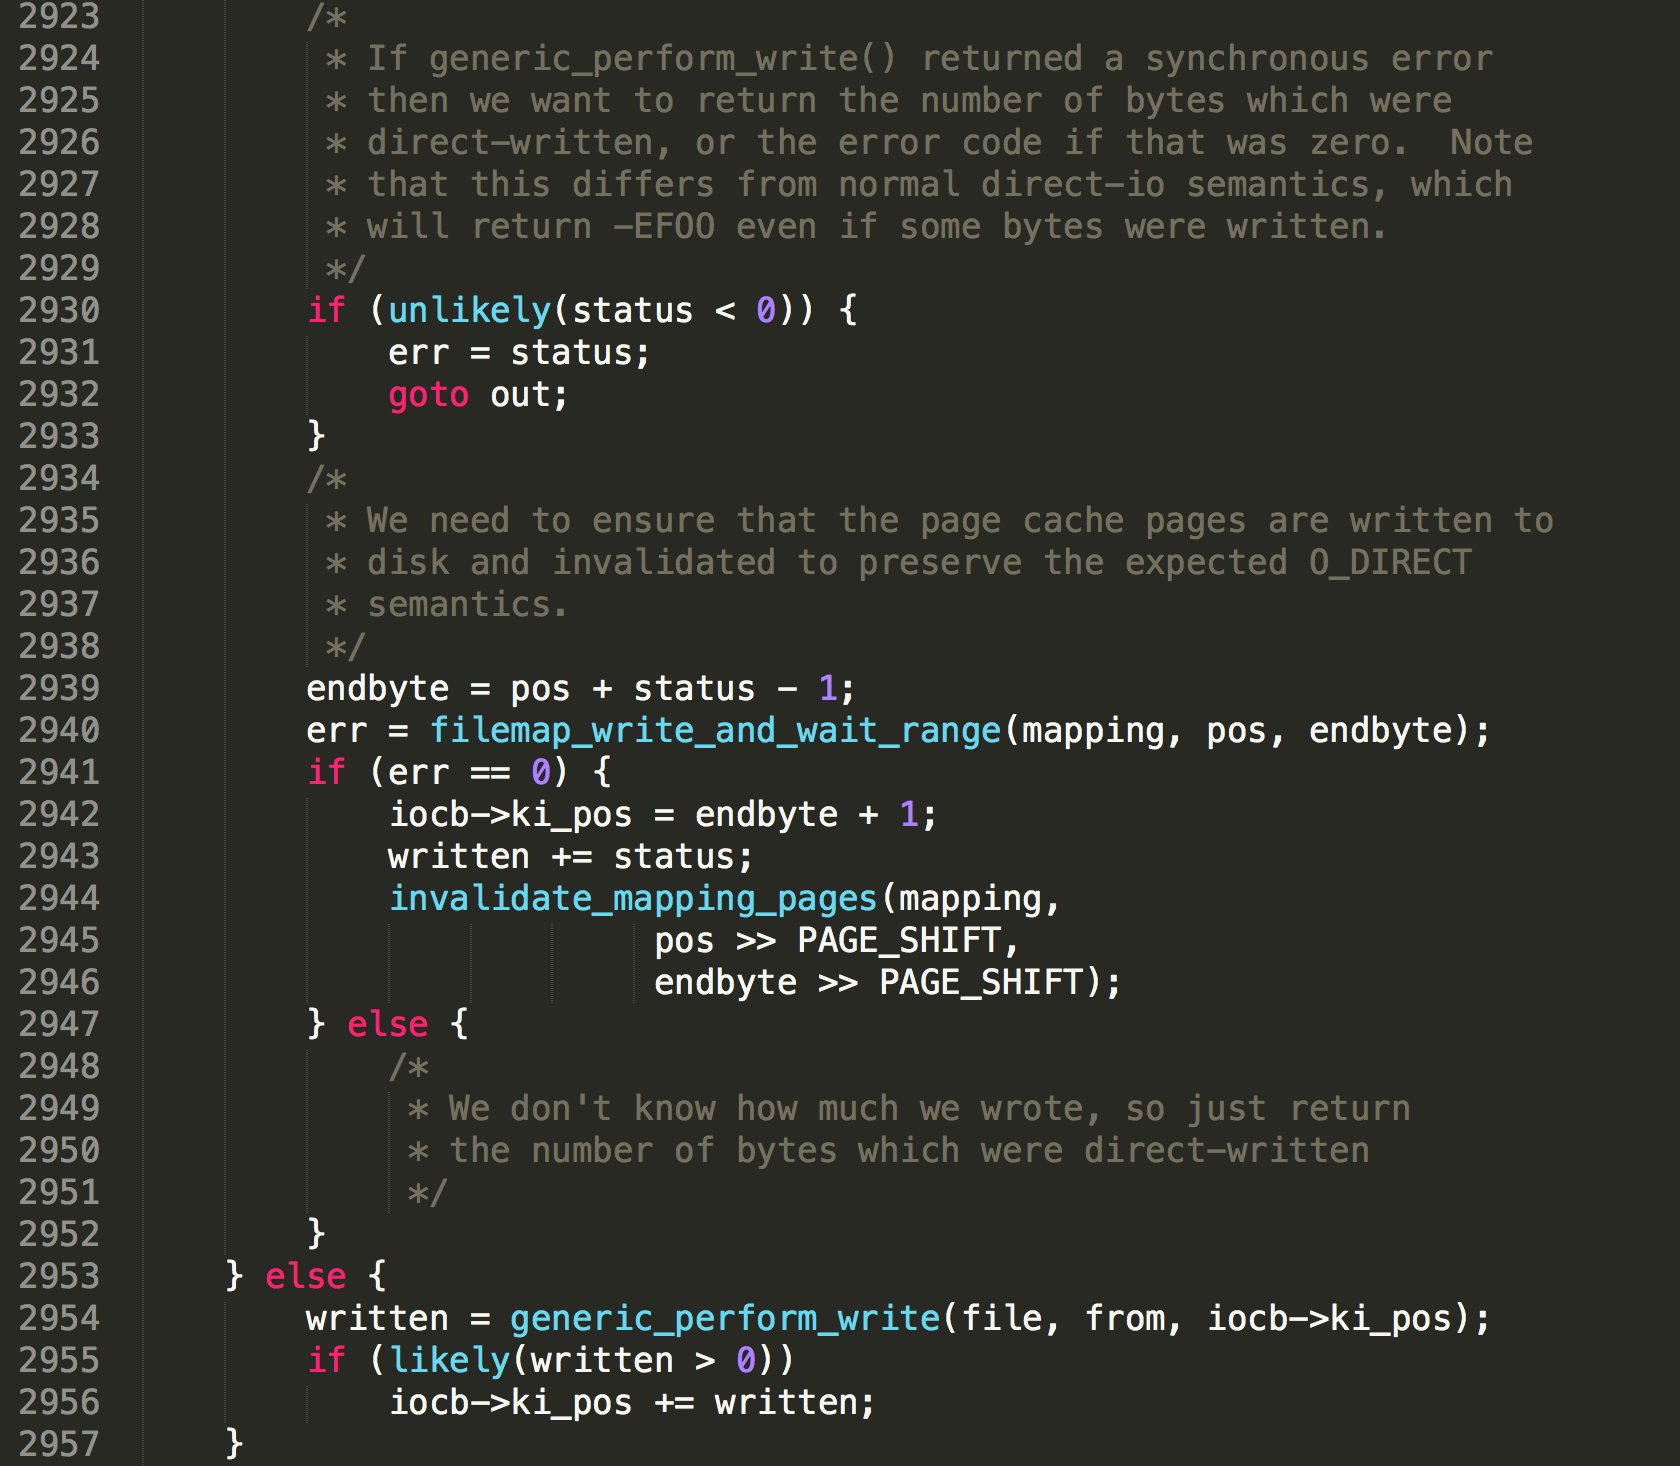 2923 /*
2924 * If generic_perform_write() returned a synchronous error
2925 * then we want to return the number of bytes which were
2926 * direct-written, or the error code if that was zero.  Note
2927 * that this differs from normal direct-io semantics, which
2928 * will return -EFOO even if some bytes were written.
2929 */
2930 if (unlikely(status < 0)) {
2931 err = status;
2932 goto out;
2933 }
2934 /*
2935 * We need to ensure that the page cache pages are written to
2936 * disk and invalidated to preserve the expected O_DIRECT
2937 * semantics.
2938 */
2939 endbyte = pos + status - 1;
2940 err = filemap_write_and_wait_range(mapping, pos, endbyte);
2941 if (err == 0) {
2942 iocb->ki_pos = endbyte + 1;
2943 written += status;
2944 invalidate_mapping_pages(mapping,
2945 pos >> PAGE_SHIFT,
2946 endbyte >> PAGE_SHIFT);
2947 } else {
2948 /*
2949 * We don't know how much we wrote, so just return
2950 * the number of bytes which were direct-written
2951 */
2952 }
2953 } else {
2954 written = generic_perform_write(file, from, iocb->ki_pos);
2955 if (likely(written > 0))
2956 iocb->ki_pos += written;
2957 }